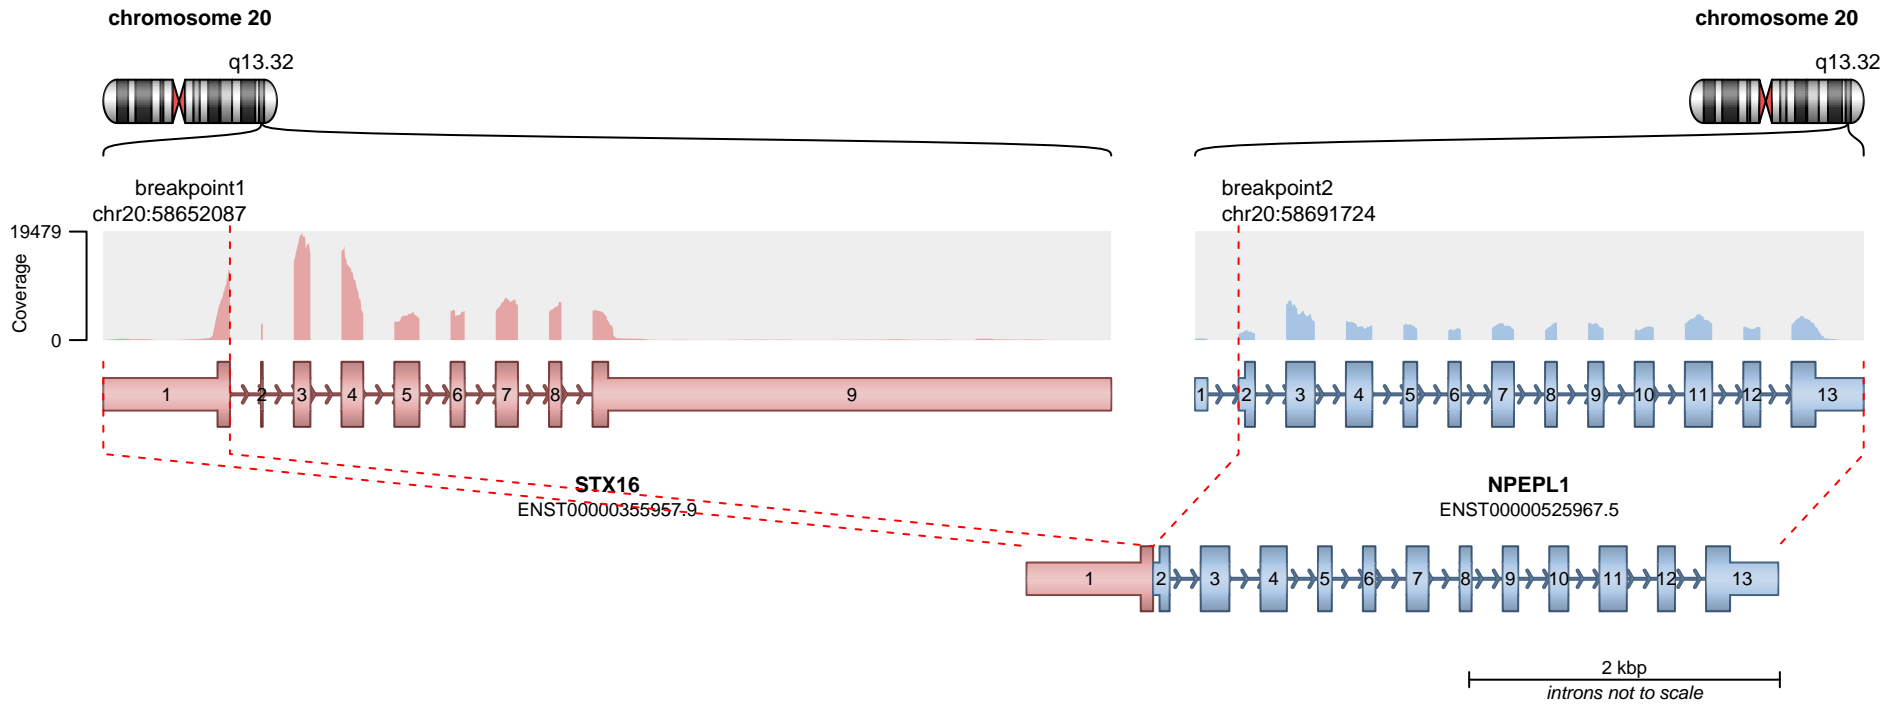 chromosome 20
chromosome 20
q13.32
q13.32
breakpoint1
chr20:58652087
breakpoint2
chr20:58691724
19479
Coverage
0
1 2 3 4 5 6 7 8 9
1 2 3 4 5 6 7 8 9 10 11 12 13
STX16
ENST00000355957.9
NPEPL1
ENST00000525967.5
1 2 3 4 5 6 7 8 9 10 11 12 13
2 kbp
introns not to scale